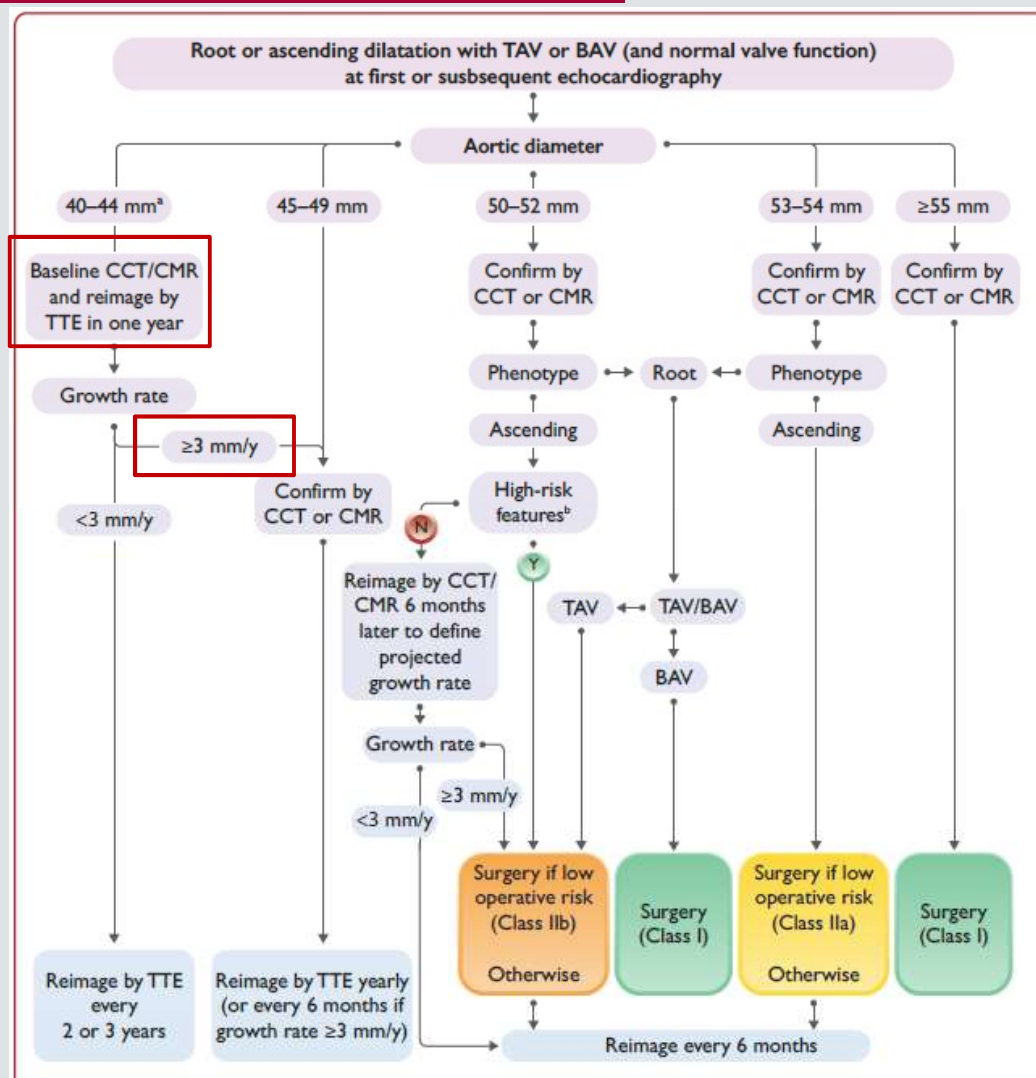 Root or ascending dilatation with TAV or BAV (and normal valve function)
at first or susbsequent echocardiography
Aortic diameter
40–44 mmᵃ
45–49 mm
50–52 mm
53–54 mm
≥55 mm
Baseline CCT/CMR
and reimage by
TTE in one year
Confirm by
CCT or CMR
Confirm by
CCT or CMR
Confirm by
CCT or CMR
Growth rate
Phenotype
Root
Phenotype
≥3 mm/y
Ascending
Ascending
<3 mm/y
Confirm by
CCT or CMR
High-risk
featuresᵇ
N
Y
Reimage by CCT/
CMR 6 months
later to define
projected
growth rate
TAV
TAV/BAV
BAV
Growth rate
≥3 mm/y
<3 mm/y
Surgery if low
operative risk
(Class IIb)
Otherwise
Surgery
(Class I)
Surgery if low
operative risk
(Class IIa)
Otherwise
Surgery
(Class I)
Reimage by TTE
every
2 or 3 years
Reimage by TTE yearly
(or every 6 months if
growth rate ≥3 mm/y)
Reimage every 6 months